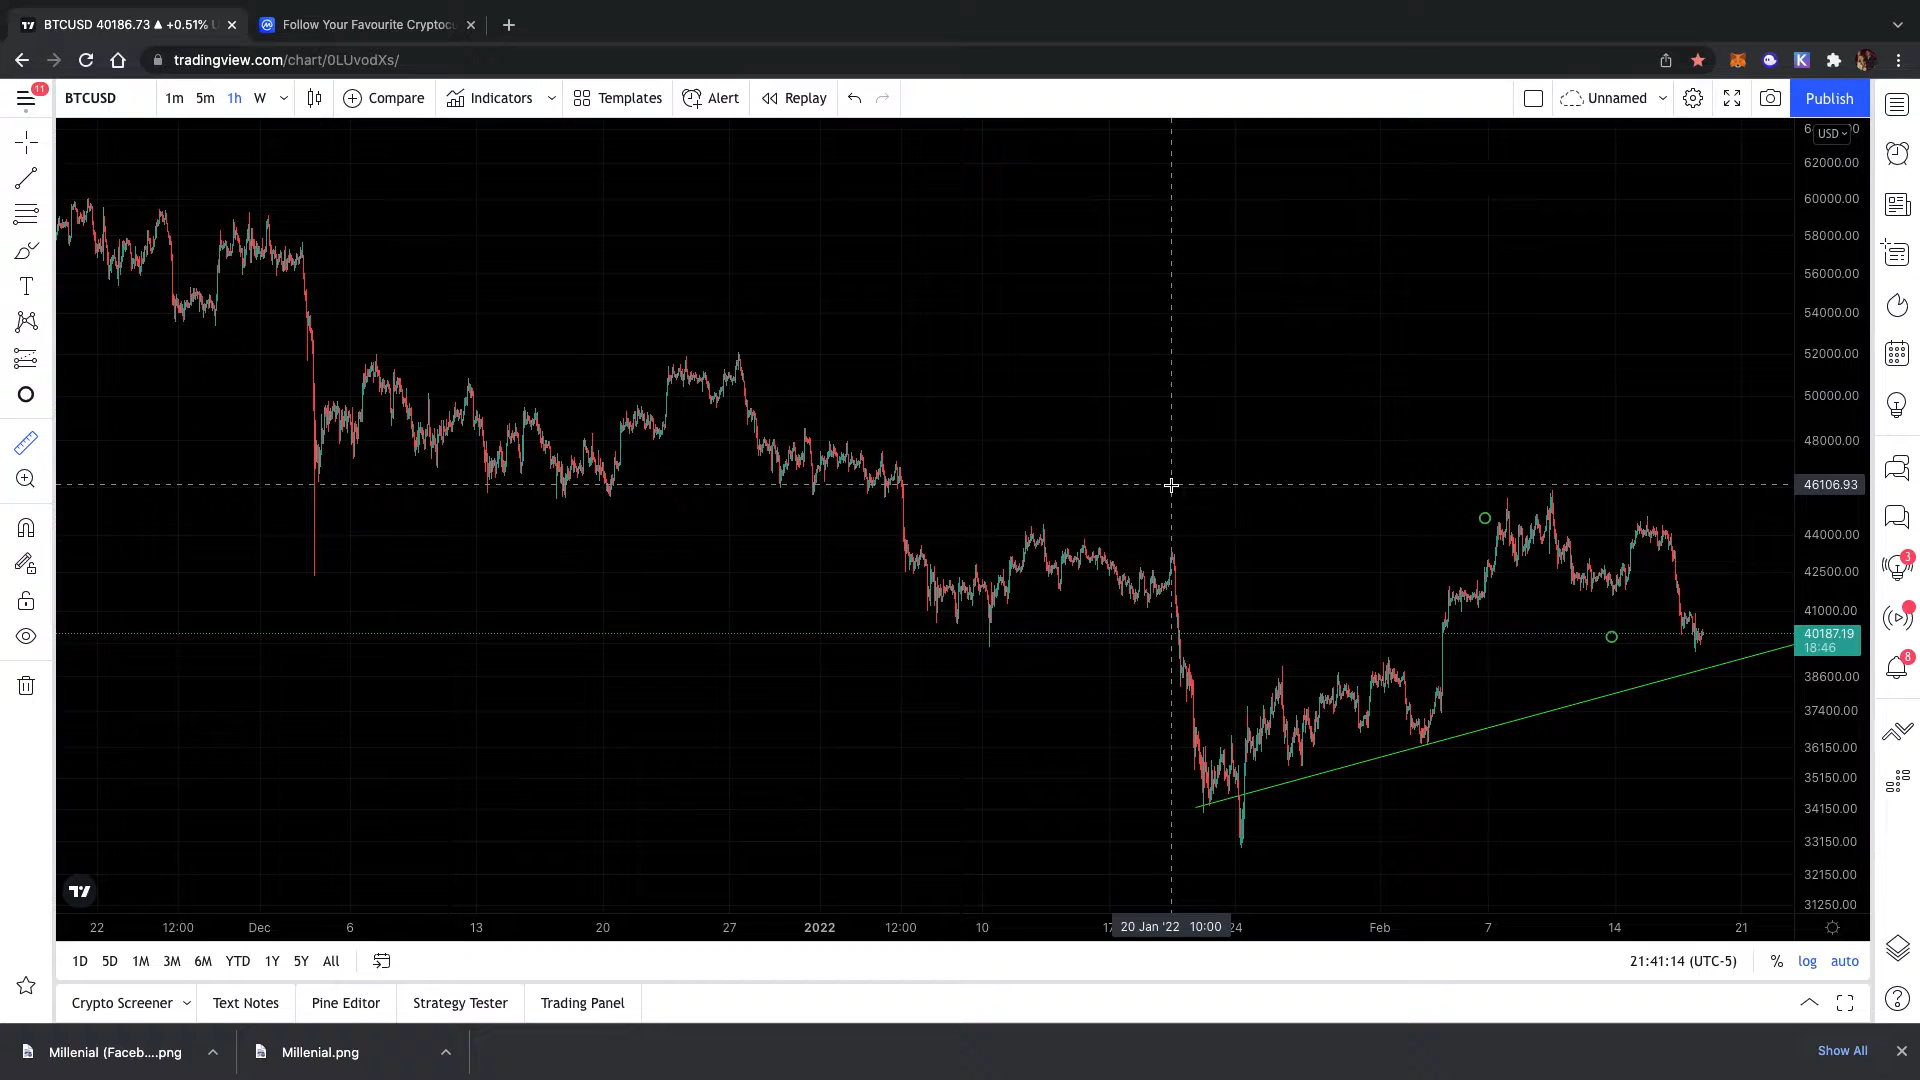 BTCUSD 40186.73 ▲ +0.51%
Follow Your Favourite Cryptoc
tradingview.com/chart/0LUvodXs/
11
BTCUSD
1m 5m 1h W Compare Indicators Templates Alert Replay Unnamed Publish
USD
62000.00
60000.00
58000.00
56000.00
54000.00
52000.00
50000.00
48000.00
46106.93
44000.00
42500.00
41000.00
40187.19
18:46
38600.00
37400.00
36150.00
35150.00
34150.00
33150.00
32150.00
31250.00
3
8
22 12:00 Dec 6 13 20 27 2022 12:00 10 17 20 Jan '22 10:00 24 Feb 7 14 21
1D 5D 1M 3M 6M YTD 1Y 5Y All 21:41:14 (UTC-5) % log auto
Crypto Screener Text Notes Pine Editor Strategy Tester Trading Panel
Millenial (Faceb....png Millenial.png Show All